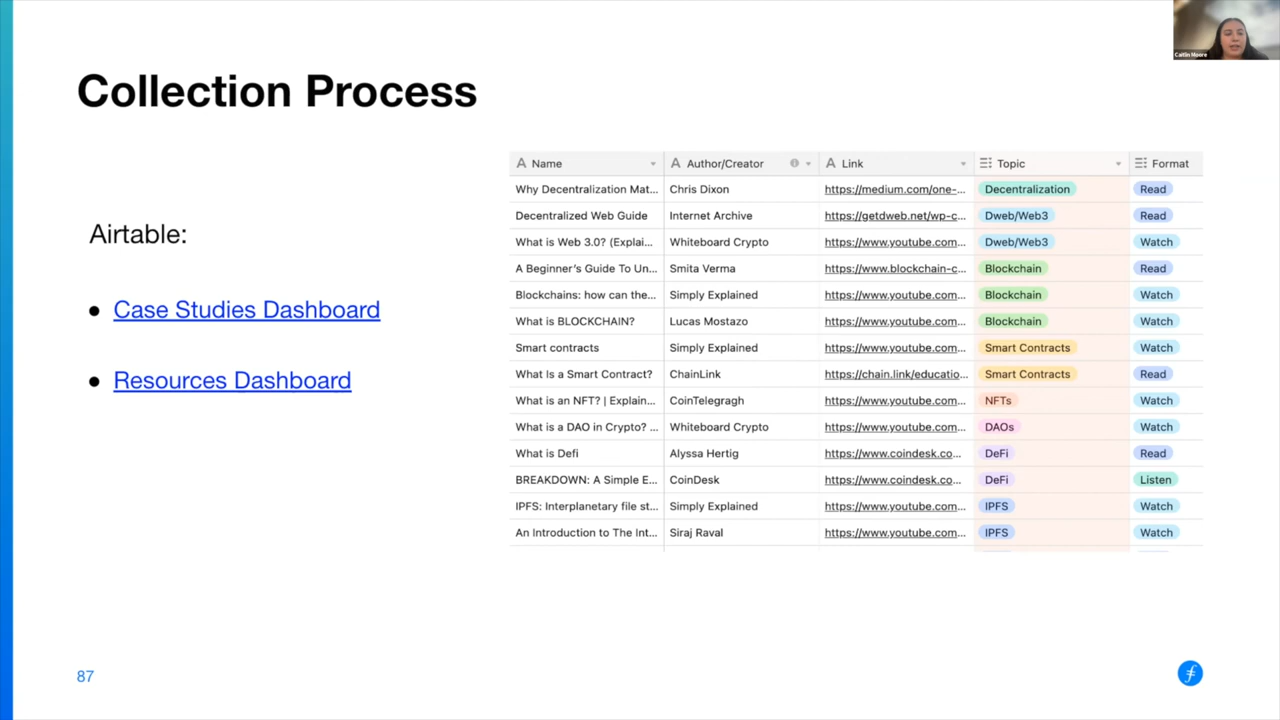 Caitlin Moore
Collection Process
Airtable:
● Case Studies Dashboard
● Resources Dashboard
Name Author/Creator Link Topic Format
Why Decentralization Mat... Chris Dixon https://medium.com/one-... Decentralization Read
Decentralized Web Guide Internet Archive https://getdweb.net/wp-c... Dweb/Web3 Read
What is Web 3.0? (Explai... Whiteboard Crypto https://www.youtube.com... Dweb/Web3 Watch
A Beginner's Guide To Un... Smita Verma https://www.blockchain-c... Blockchain Read
Blockchains: how can the... Simply Explained https://www.youtube.com... Blockchain Watch
What is BLOCKCHAIN? Lucas Mostazo https://www.youtube.com... Blockchain Watch
Smart contracts Simply Explained https://www.youtube.com... Smart Contracts Watch
What Is a Smart Contract? ChainLink https://chain.link/educatio... Smart Contracts Read
What is an NFT? | Explain... CoinTelegragh https://www.youtube.com... NFTs Watch
What is a DAO in Crypto? ... Whiteboard Crypto https://www.youtube.com... DAOs Watch
What is Defi Alyssa Hertig https://www.coindesk.co... DeFi Read
BREAKDOWN: A Simple E... CoinDesk https://www.coindesk.co... DeFi Listen
IPFS: Interplanetary file st... Simply Explained https://www.youtube.com... IPFS Watch
An Introduction to The Int... Siraj Raval https://www.youtube.com... IPFS Watch
87